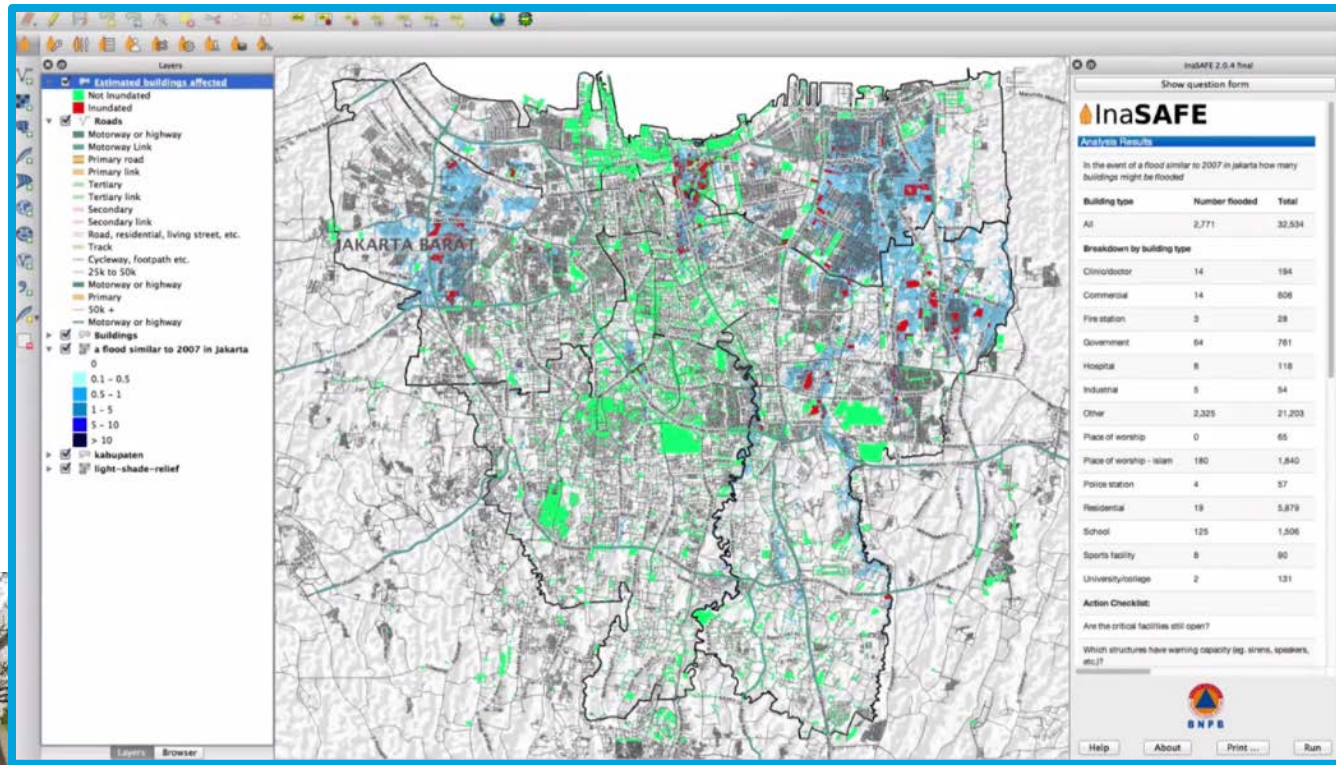 Layers
Estimated buildings affected
Not Inundated
Inundated
Roads
Motorway or highway
Motorway Link
Primary road
Primary link
Tertiary
Tertiary link
Secondary
Secondary link
Road, residential, living street, etc.
Track
Cycleway, footpath etc.
25k to 50k
Motorway or highway
Primary
50k +
Motorway or highway
Buildings
a flood similar to 2007 in Jakarta
0
0.1 - 0.5
0.5 - 1
1 - 5
5 - 10
> 10
kabupaten
light-shade-relief
Layers Browser
JAKARTA BARAT
InaSAFE 2.0.4 final
Show question form
InaSAFE
Analysis Results
In the event of a flood similar to 2007 in jakarta how many
buildings might be flooded
Building type Number flooded Total
All 2,771 32,534
Breakdown by building type
Clinic/doctor 14 194
Commercial 14 608
Fire station 3 28
Government 64 761
Hospital 8 118
Industrial 5 54
Other 2,325 21,203
Place of worship 0 65
Place of worship - islam 180 1,840
Police station 4 57
Residential 19 5,879
School 125 1,506
Sports facility 8 90
University/college 2 131
Action Checklist:
Are the critical facilities still open?
Which structures have warning capacity (eg. sirens, speakers,
etc.)?
BNPB
Help About Print ... Run